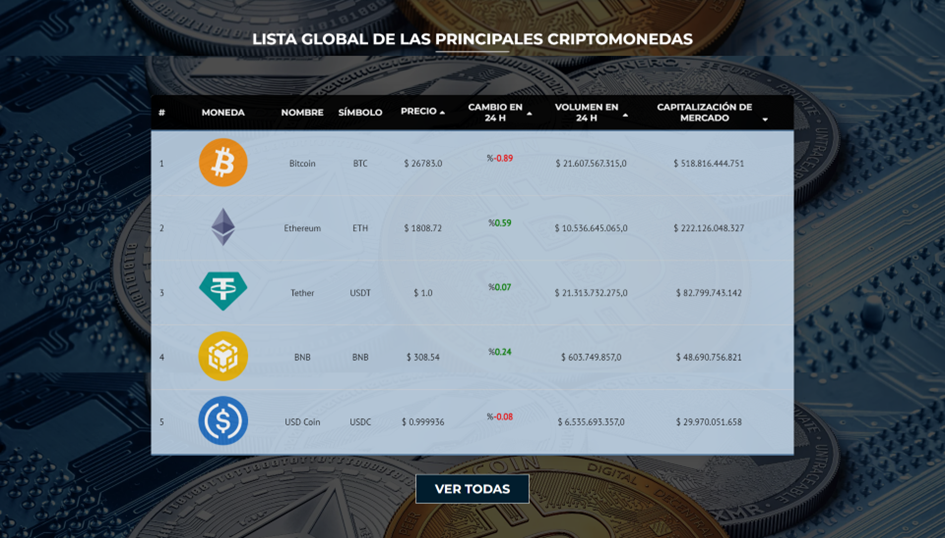 LISTA GLOBAL DE LAS PRINCIPALES CRIPTOMONEDAS
# MONEDA NOMBRE SÍMBOLO PRECIO CAMBIO EN 24 H VOLUMEN EN 24 H CAPITALIZACIÓN DE MERCADO
1 Bitcoin BTC $ 26783.0 %-0.89 $ 21.607.567.315,0 $ 518.816.444.751
2 Ethereum ETH $ 1808.72 %0.59 $ 10.536.645.065,0 $ 222.126.048.327
3 Tether USDT $ 1.0 %0.07 $ 21.313.732.275,0 $ 82.799.743.142
4 BNB BNB $ 308.54 %0.24 $ 603.749.857,0 $ 48.690.756.821
5 USD Coin USDC $ 0.999936 %-0.08 $ 6.535.693.357,0 $ 29.970.051.658
VER TODAS
MONERO
UNTRACEABLE
DIGITAL
XMR